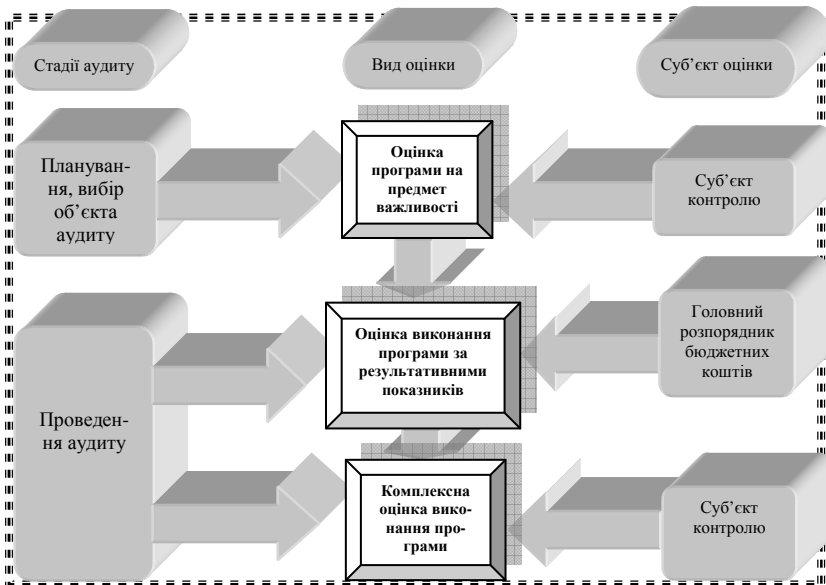 Стадії аудиту
Вид оцінки
Суб’єкт оцінки
Плануван-
ня, вибір
об’єкта
аудиту
Оцінка
програми на
предмет
важливості
Суб’єкт
контролю
Проведен-
ня аудиту
Оцінка виконання
програми за
результативними
показників
Головний
розпорядник
бюджетних
коштів
Комплексна
оцінка вико-
нання про-
грами
Суб’єкт
контролю